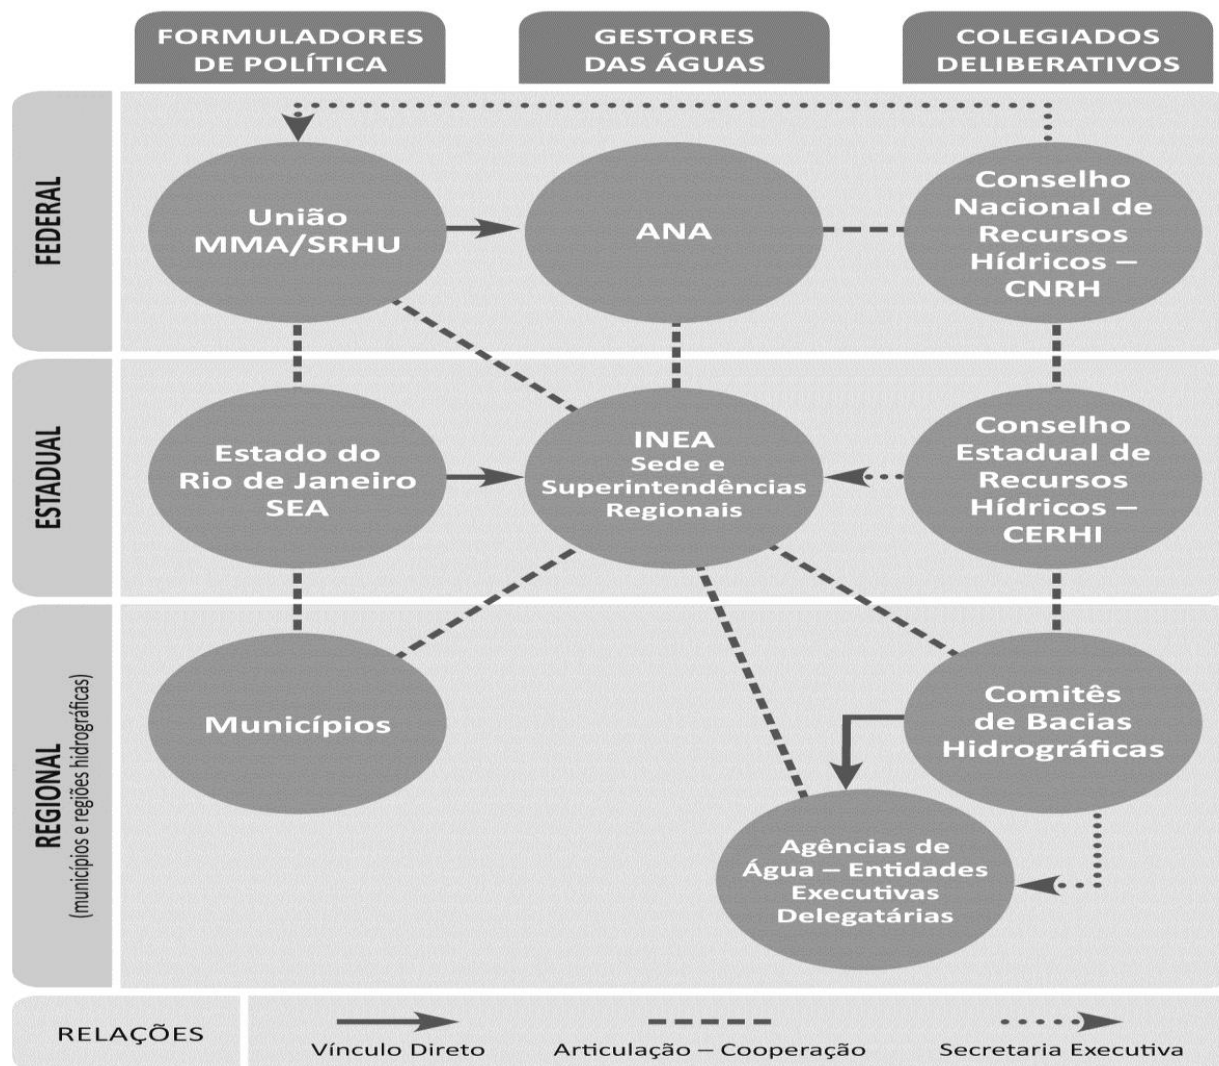 FORMULADORES
DE POLÍTICA
GESTORES
DAS ÁGUAS
COLEGIADOS
DELIBERATIVOS
FEDERAL
União
MMA/SRHU
ANA
Conselho
Nacional de
Recursos
Hídricos –
CNRH
ESTADUAL
Estado do
Rio de Janeiro
SEA
INEA
Sede e
Superintendências
Regionais
Conselho
Estadual de
Recursos
Hídricos –
CERHI
REGIONAL
(municípios e regiões hidrográficas)
Municípios
Comitês
de Bacias
Hidrográficas
Agências de
Água – Entidades
Executivas
Delegatárias
RELAÇÕES
Vínculo Direto
Articulação – Cooperação
Secretaria Executiva